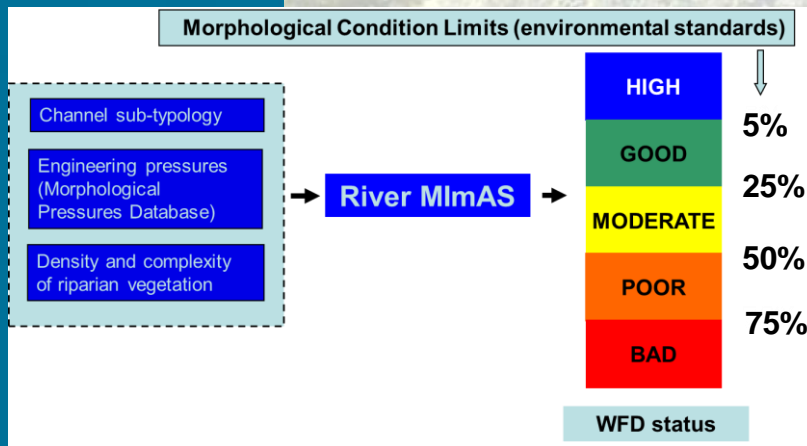 Morphological Condition Limits (environmental standards)
Channel sub-typology
Engineering pressures
(Morphological
Pressures Database)
Density and complexity
of riparian vegetation
River MImAS
HIGH
5%
GOOD
25%
MODERATE
50%
POOR
75%
BAD
WFD status